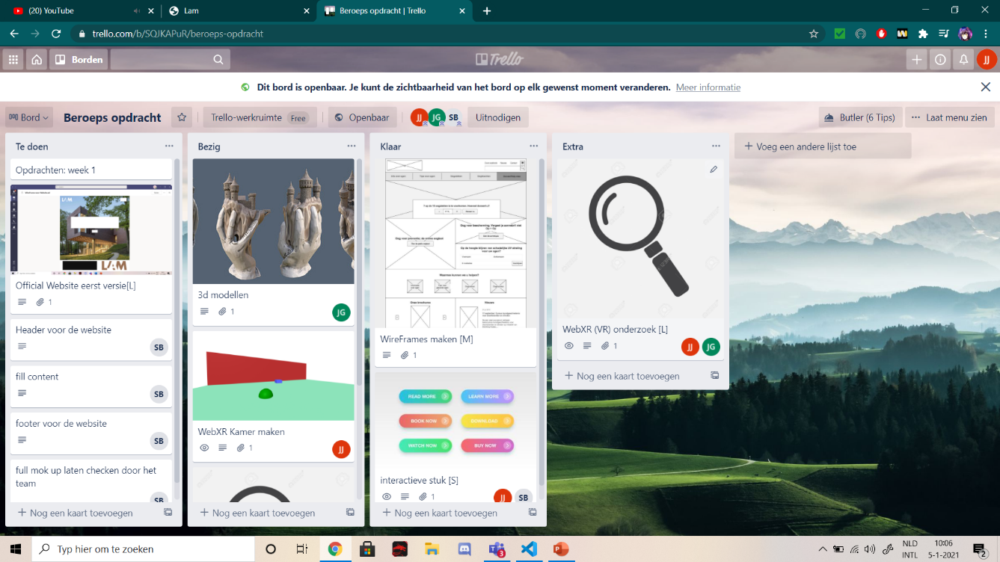 (20) YouTube
Lam
Beroeps opdracht | Trello
trello.com/b/SQJKAPuR/beroeps-opdracht
Borden
Trello
Dit bord is openbaar. Je kunt de zichtbaarheid van het bord op elk gewenst moment veranderen. Meer informatie
Bord
Beroeps opdracht
Trello-werkruimte Free
Openbaar
JJ JG SB
Uitnodigen
Butler (6 Tips)
Laat menu zien
JJ
Te doen
Opdrachten: week 1
LAM
Official Website eerst versie[L]
1
Header voor de website
SB
fill content
SB
footer voor de website
SB
full mok up laten checken door het
team
SB
Nog een kaart toevoegen
Bezig
3d modellen
1
JG
WebXR Kamer maken
1
JJ
Nog een kaart toevoegen
Klaar
WireFrames maken [M]
1
READ MORE
LEARN MORE
BOOK NOW
DOWNLOAD
WATCH NOW
BUY NOW
interactieve stuk [S]
1
JJ SB
Nog een kaart toevoegen
Extra
WebXR (VR) onderzoek [L]
1
JJ JG
Nog een kaart toevoegen
Voeg een andere lijst toe
Typ hier om te zoeken
3
NLD
INTL
10:06
5-1-2021
2